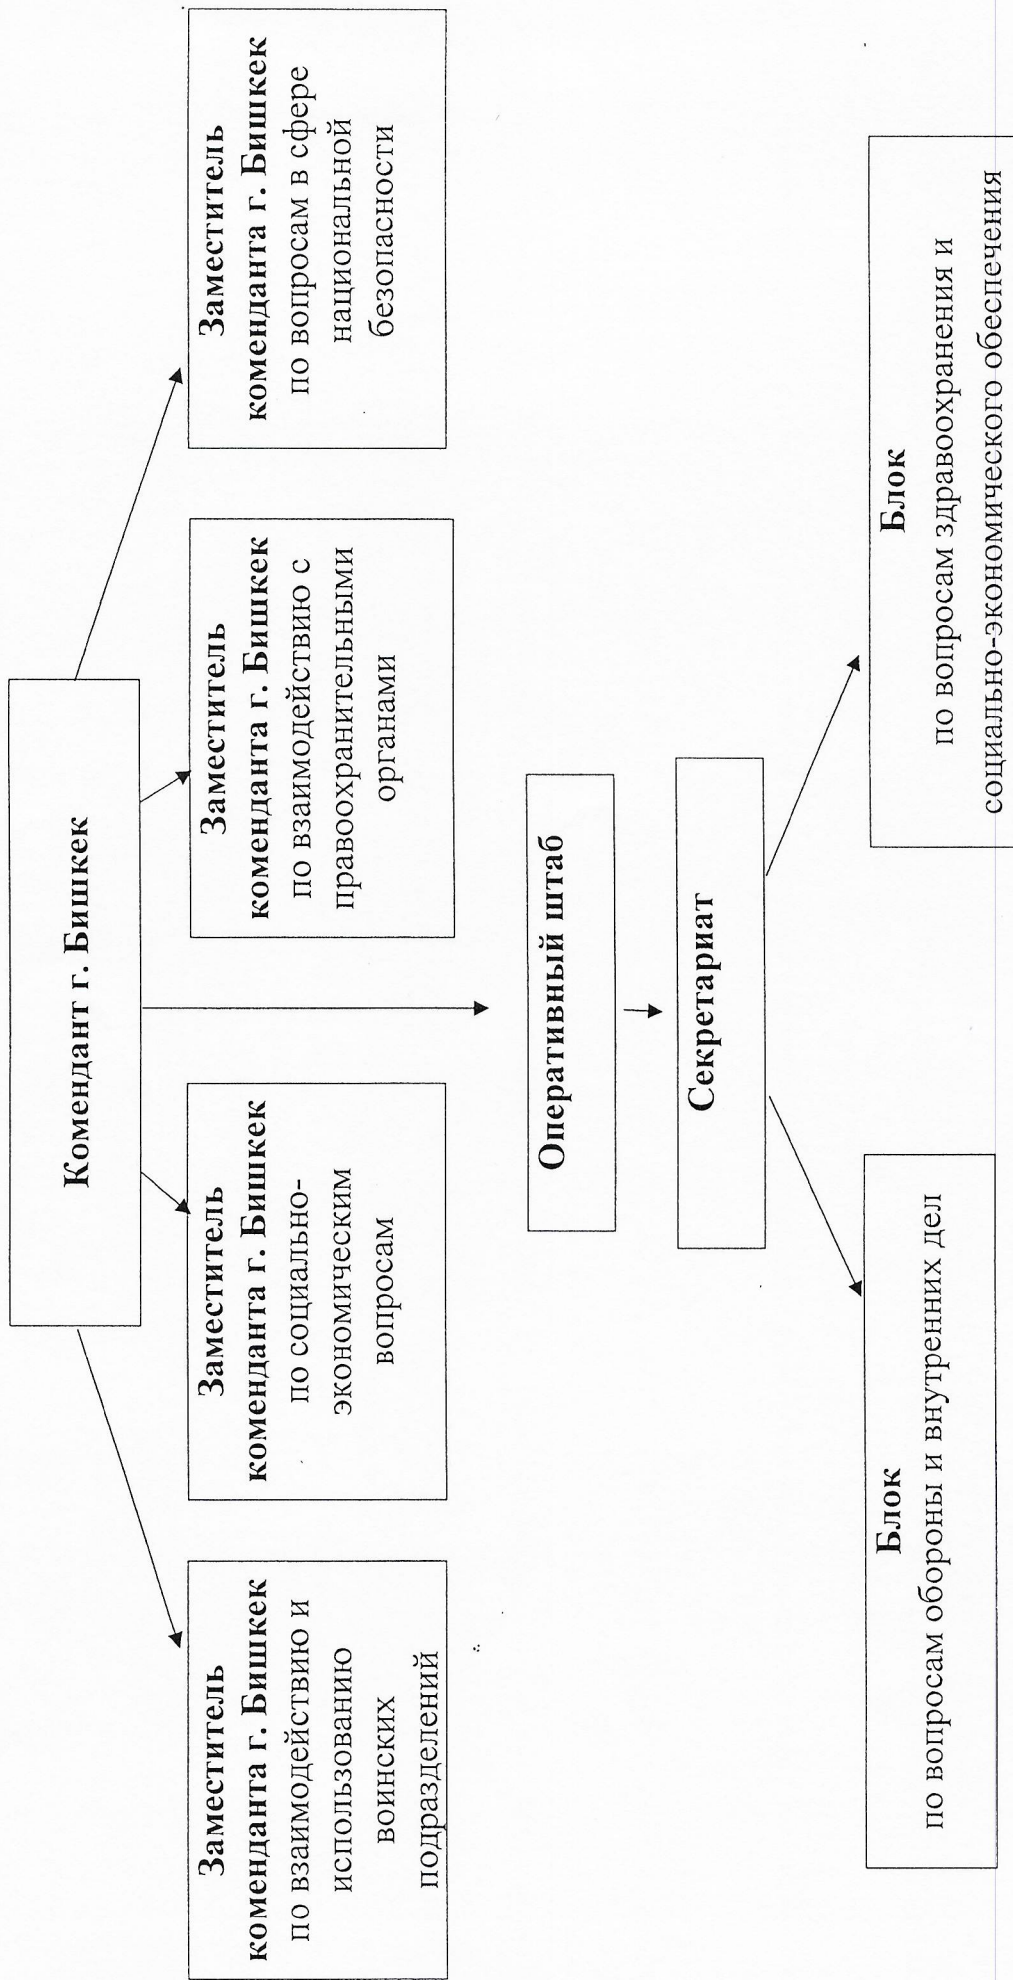 Комендант г. Бишкек
Заместитель
коменданта г. Бишкек
по взаимодействию и
использованию
воинских
подразделений
Заместитель
коменданта г. Бишкек
по социально-
экономическим
вопросам
Заместитель
коменданта г. Бишкек
по взаимодействию с
правоохранительными
органами
Заместитель
коменданта г. Бишкек
по вопросам в сфере
национальной
безопасности
Оперативный штаб
Секретариат
Блок
по вопросам обороны и внутренних дел
Блок
по вопросам здравоохранения и
социально-экономического обеспечения